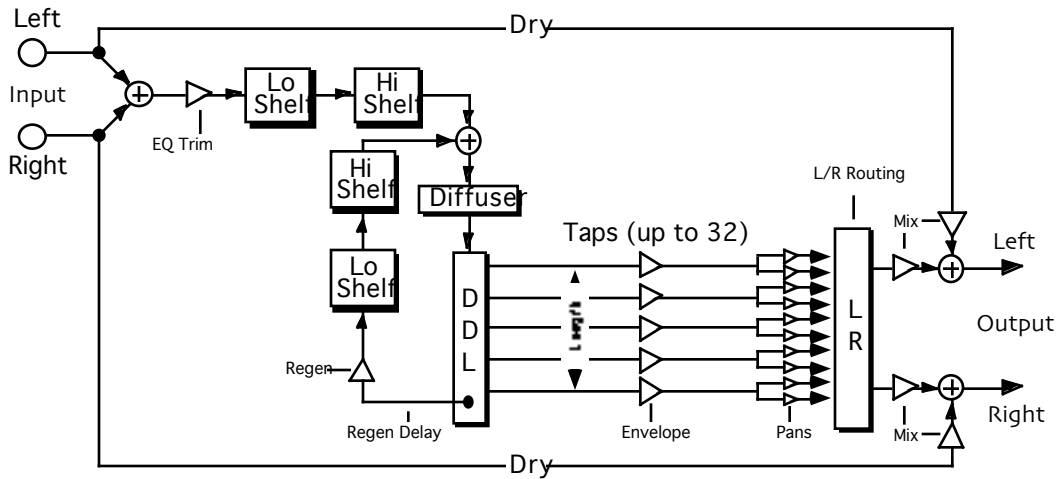 Left
Dry
Input
Right
EQ Trim
Lo
Shelf
Hi
Shelf
Hi
Shelf
Lo
Shelf
Diffuser
Regen
Regen Delay
D
D
L
Taps (up to 32)
Length
Envelope
Pans
L/R Routing
L
R
Mix
Left
Output
Right
Mix
Dry